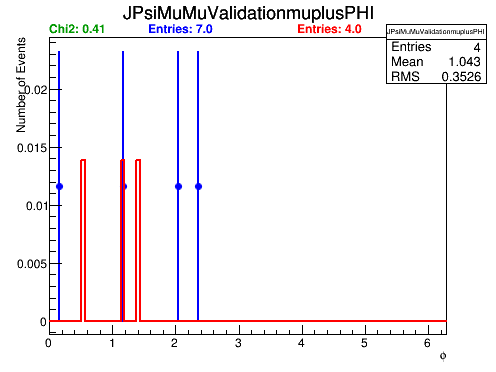 JPsiMuMuValidationmuplusPHI
Chi2: 0.41 Entries: 7.0 Entries: 4.0
JPsiMuMuValidationmuplusPHI
Entries 4
Mean 1.043
RMS 0.3526
Number of Events
0.02
0.015
0.01
0.005
0
0 1 2 3 4 5 6
φ